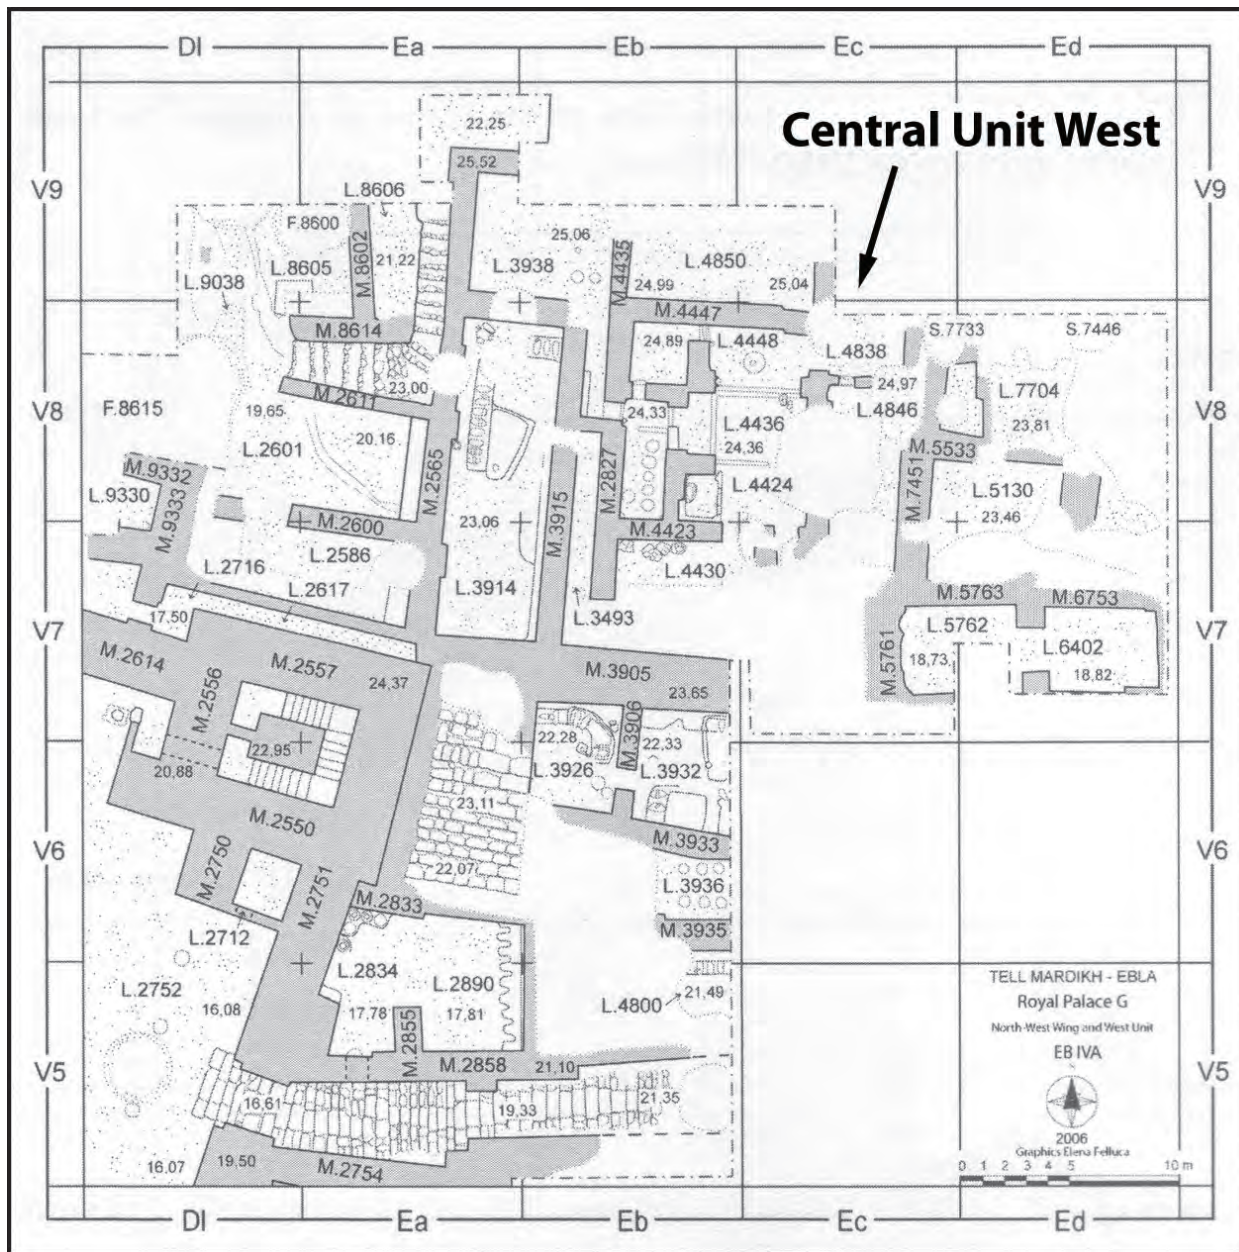 DI Ea Eb Ec Ed
Central Unit West
V9 V9
22,25
25,52
L.8606
F.8600
M.8602
21,22
25,06
M.4435
L.4850
L.9038
L.8605
L.3938
24,99
25,04
M.8614
M.4447
S.7733
S.7446
24,89
L.4448
L.4838
23,00
24,97
L.7704
M.2611
V8 V8
F.8615
19,65
24,33
L.4436
L.4846
23,81
L.2601
20,16
24,36
M.5533
M.9332
M.2565
M.2827
L.4424
M.7451
L.5130
L.9330
M.9333
M.2600
23,06
M.3915
23,46
M.4423
L.2716
L.2586
L.4430
L.2617
L.3914
M.5763
M.6753
17,50
L.3493
V7 V7
L.5762
M.2614
M.2557
M.3905
M.5761
L.6402
M.2556
24,37
23,65
18,73
18,82
M.3906
22,28
22,33
22,95
20,88
L.3926
L.3932
23,11
M.2550
M.3933
V6 V6
M.2750
22,07
M.2751
M.2833
L.3936
M.3935
L.2712
L.2834
L.2890
L.2752
L.4800
21,49
16,08
17,78
17,81
M.2855
TELL MARDIKH - EBLA
Royal Palace G
North-West Wing and West Unit
EB IVA
V5 V5
M.2858
21,10
16,61
19,33
21,35
2006
Graphics Elena Felluca
16,07
19,50
M.2754
0 1 2 3 4 5 10 m
DI Ea Eb Ec Ed